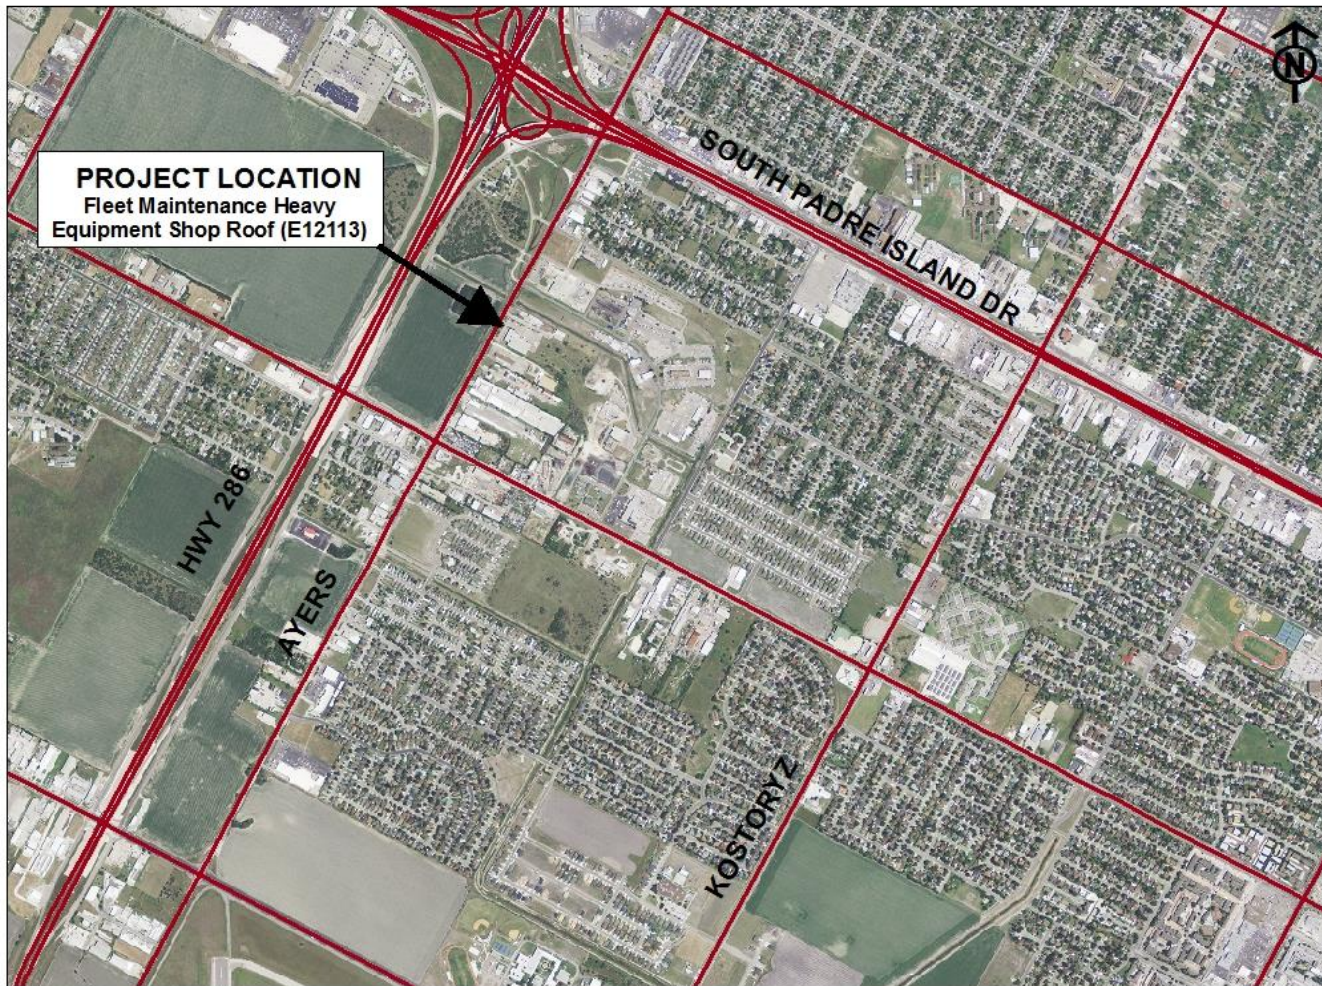 N
SOUTH PADRE ISLAND DR
PROJECT LOCATION
Fleet Maintenance Heavy
Equipment Shop Roof (E12113)
HWY 286
AYERS
KOSTORYZ